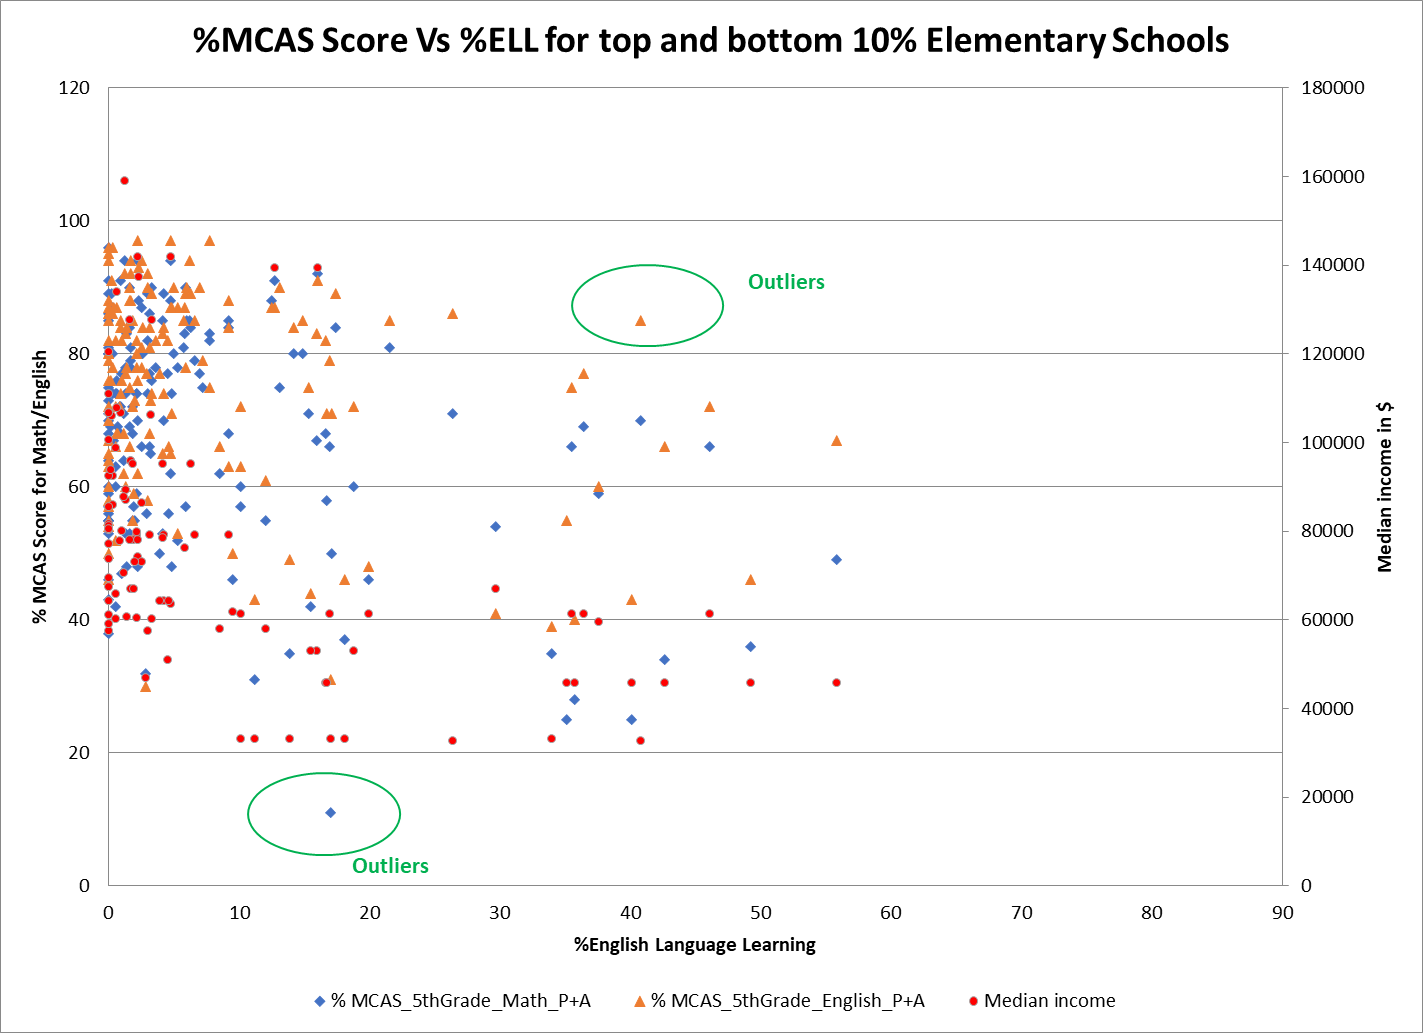 %MCAS Score Vs %ELL for top and bottom 10% Elementary Schools
% MCAS Score for Math/English
120
100
80
60
40
20
0
180000
160000
140000
120000
100000
80000
60000
40000
20000
0
Median income in $
Outliers
Outliers
0 10 20 30 40 50 60 70 80 90
%English Language Learning
% MCAS_5thGrade_Math_P+A % MCAS_5thGrade_English_P+A Median income